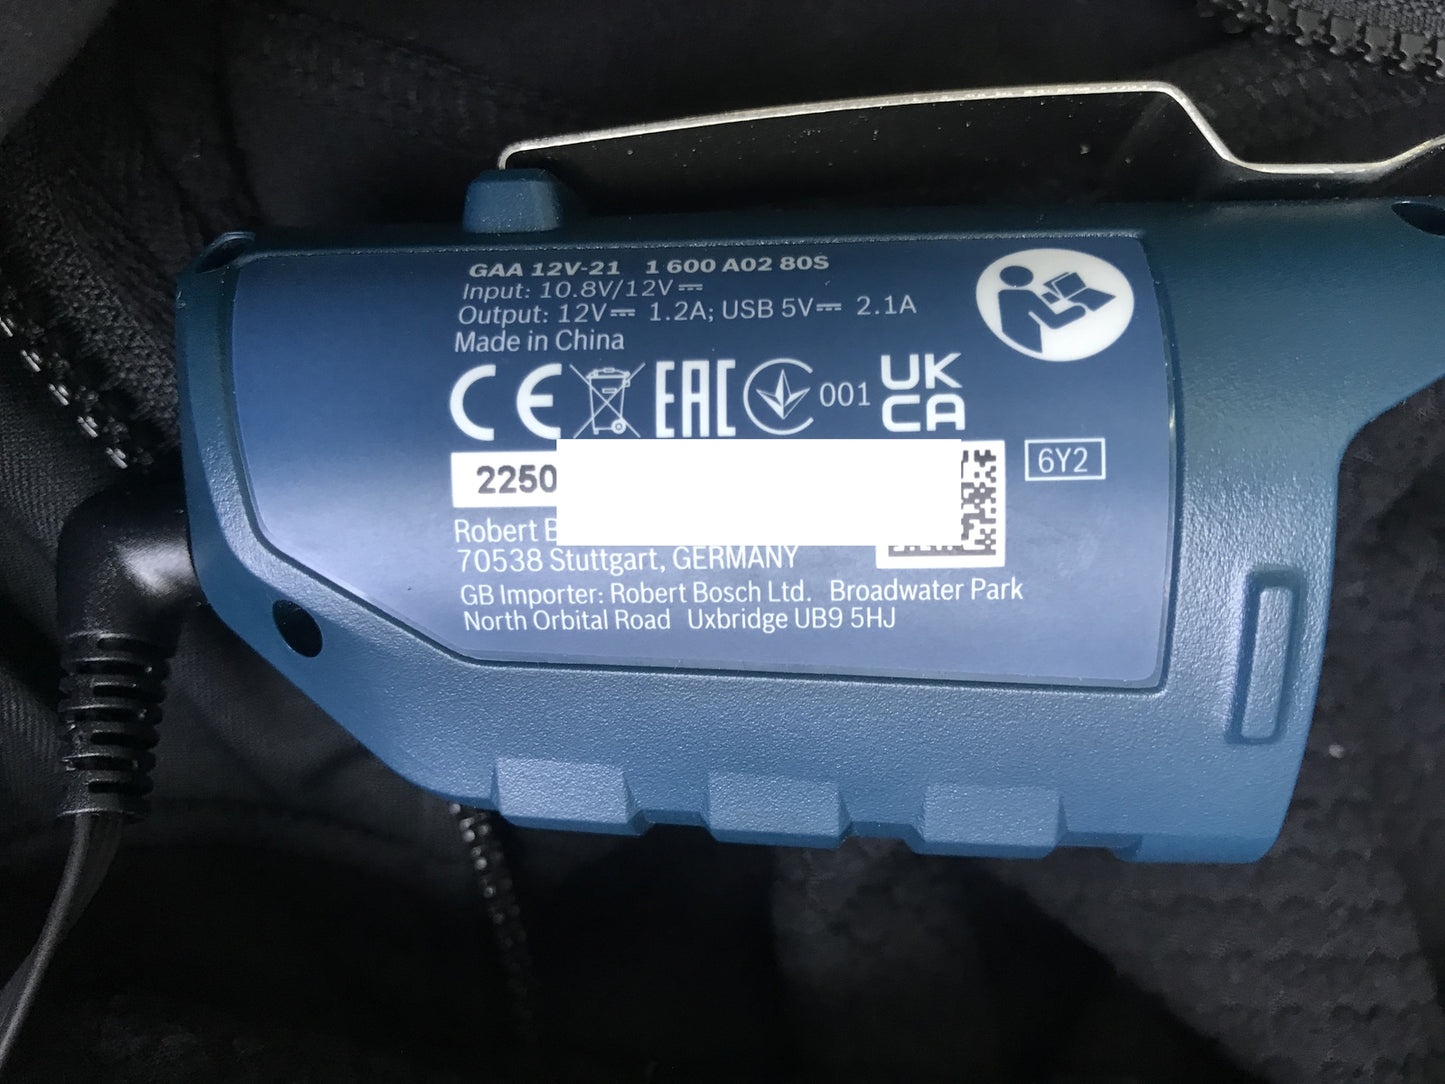 GAA 12V-21 1 600 A02 80S
Input: 10.8V/12V⎓
Output: 12V⎓ 1.2A; USB 5V⎓ 2.1A
Made in China
CE EAC 001 UK CA
2250
6Y2
Robert B
70538 Stuttgart, GERMANY
GB Importer: Robert Bosch Ltd. Broadwater Park
North Orbital Road Uxbridge UB9 5HJ